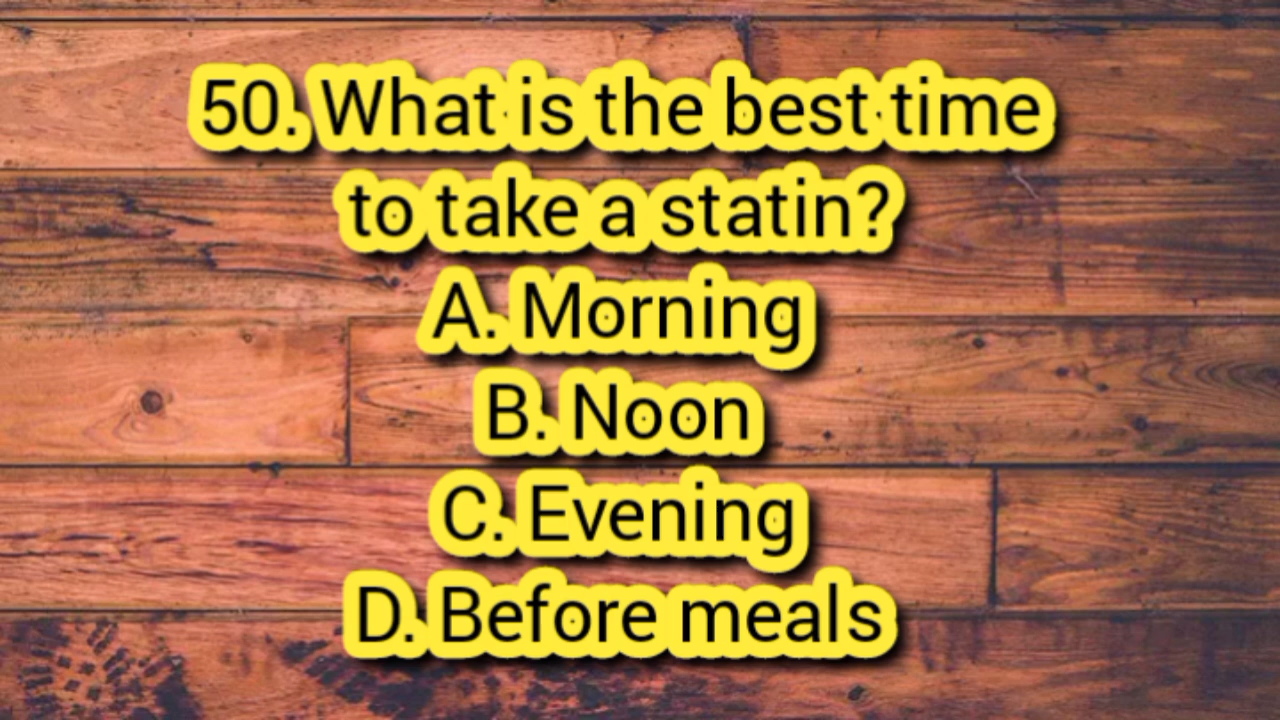 50. What is the best time
to take a statin?
A. Morning
B. Noon
C. Evening
D. Before meals